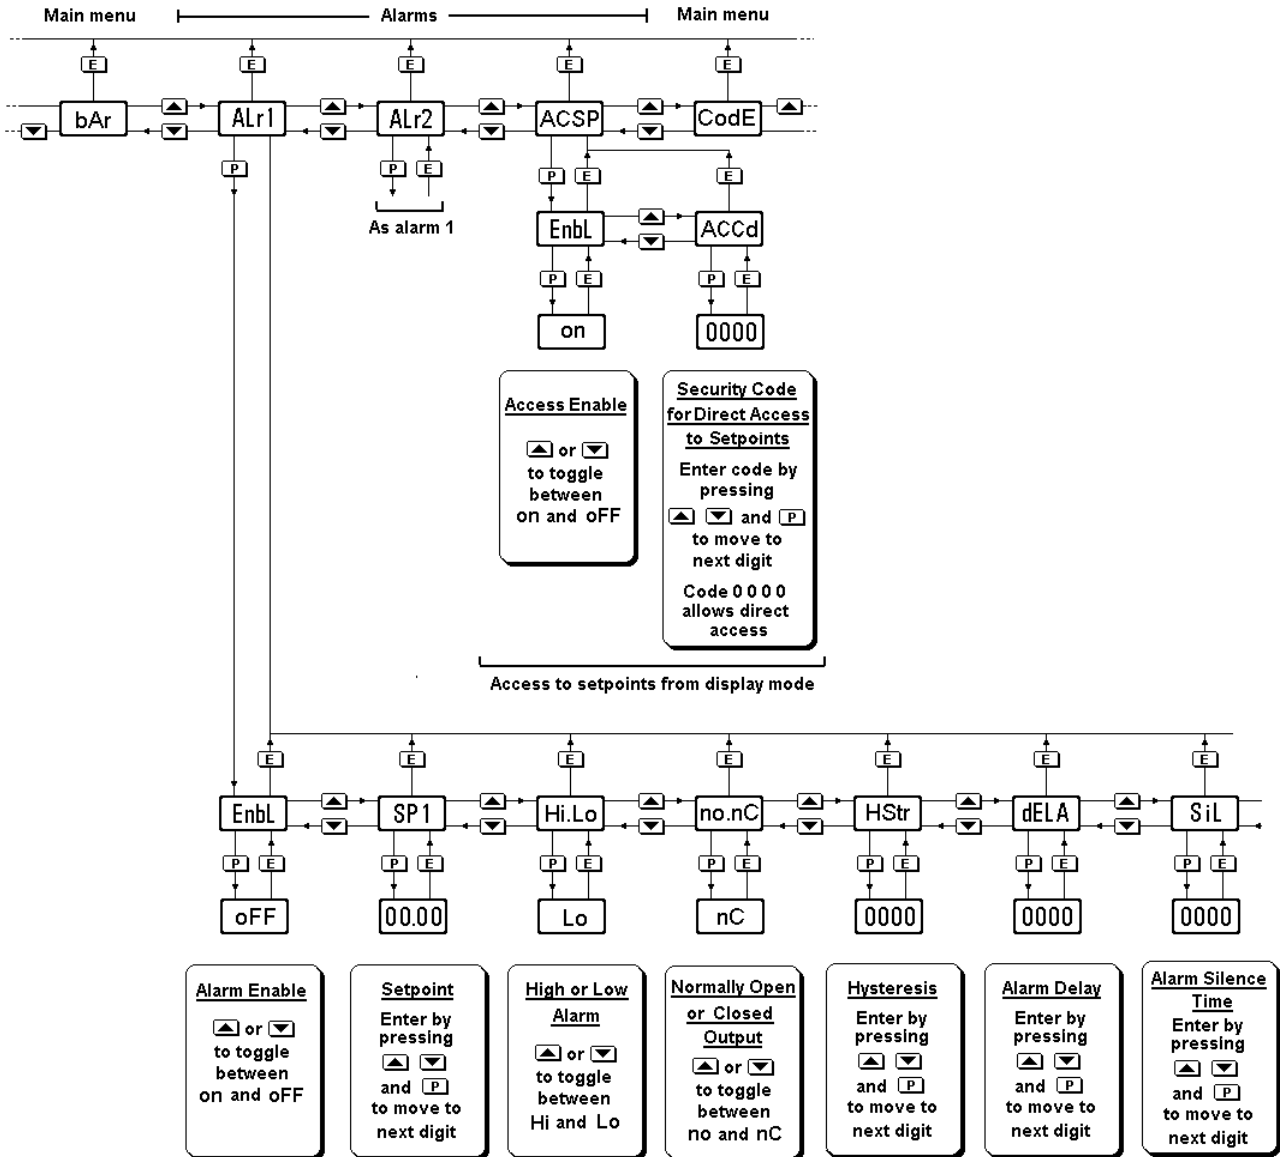 Main menu Alarms Main menu
E E E E E
bAr ALr1 ALr2 ACSP CodE
P P E P E E
As alarm 1
EnbL ACCd
P E P E
on 0000
Access Enable
or
to toggle
between
on and oFF
Security Code
for Direct Access
to Setpoints
Enter code by
pressing
and P
to move to
next digit
Code 0 0 0 0
allows direct
access
Access to setpoints from display mode
E E E E E E E
EnbL SP1 Hi.Lo no.nC HStr dELA SiL
P E P E P E P E P E P E P E
oFF 00.00 Lo nC 0000 0000 0000
Alarm Enable
or
to toggle
between
on and oFF
Setpoint
Enter by
pressing
and P
to move to
next digit
High or Low
Alarm
or
to toggle
between
Hi and Lo
Normally Open
or Closed
Output
or
to toggle
between
no and nC
Hysteresis
Enter by
pressing
and P
to move to
next digit
Alarm Delay
Enter by
pressing
and P
to move to
next digit
Alarm Silence
Time
Enter by
pressing
and P
to move to
next digit